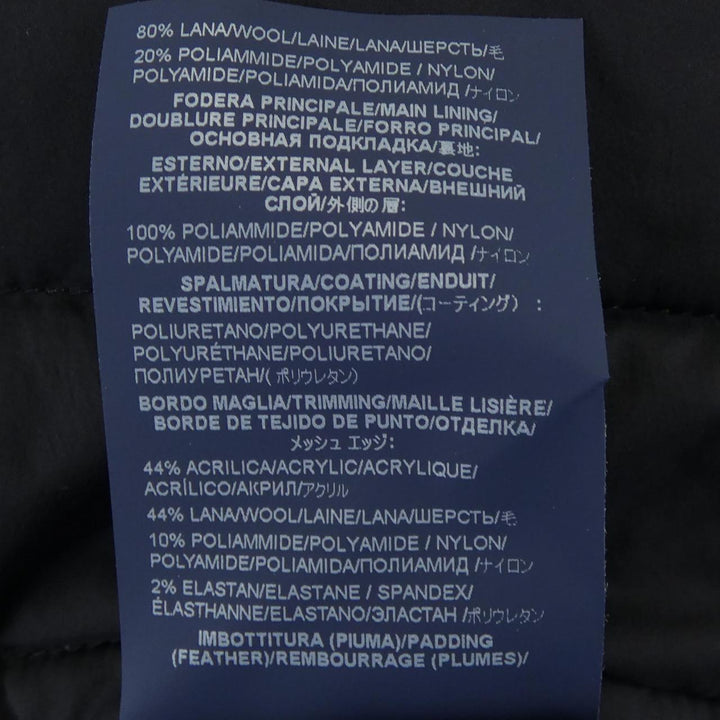 80% LANA/WOOL/LAINE/LANA/ШЕРСТЬ/毛
20% POLIAMMIDE/POLYAMIDE / NYLON/
POLYAMIDE/POLIAMIDA/ПОЛИАМИД /ナイロン
FODERA PRINCIPALE/MAIN LINING/
DOUBLURE PRINCIPALE/FORRO PRINCIPAL/
ОСНОВНАЯ ПОДКЛАДКА/裏地:
ESTERNO/EXTERNAL LAYER/COUCHE
EXTÉRIEURE/CAPA EXTERNA/ВНЕШНИЙ
СЛОЙ/外側の層:
100% POLIAMMIDE/POLYAMIDE / NYLON/
POLYAMIDE/POLIAMIDA/ПОЛИАМИД /ナイロン
SPALMATURA/COATING/ENDUIT/
REVESTIMIENTO/ПОКРЫТИЕ/(コーティング) :
POLIURETANO/POLYURETHANE/
POLYURÉTHANE/POLIURETANO/
ПОЛИУРЕТАН/( ポリウレタン)
BORDO MAGLIA/TRIMMING/MAILLE LISIÈRE/
BORDE DE TEJIDO DE PUNTO/ОТДЕЛКА/
メッシュ エッジ:
44% ACRILICA/ACRYLIC/ACRYLIQUE/
ACRÍLICO/АКРИЛ/アクリル
44% LANA/WOOL/LAINE/LANA/ШЕРСТЬ/毛
10% POLIAMMIDE/POLYAMIDE / NYLON/
POLYAMIDE/POLIAMIDA/ПОЛИАМИД /ナイロン
2% ELASTAN/ELASTANE / SPANDEX/
ÉLASTHANNE/ELASTANO/ЭЛАСТАН /ポリウレタン
IMBOTTITURA (PIUMA)/PADDING
(FEATHER)/REMBOURRAGE (PLUMES)/